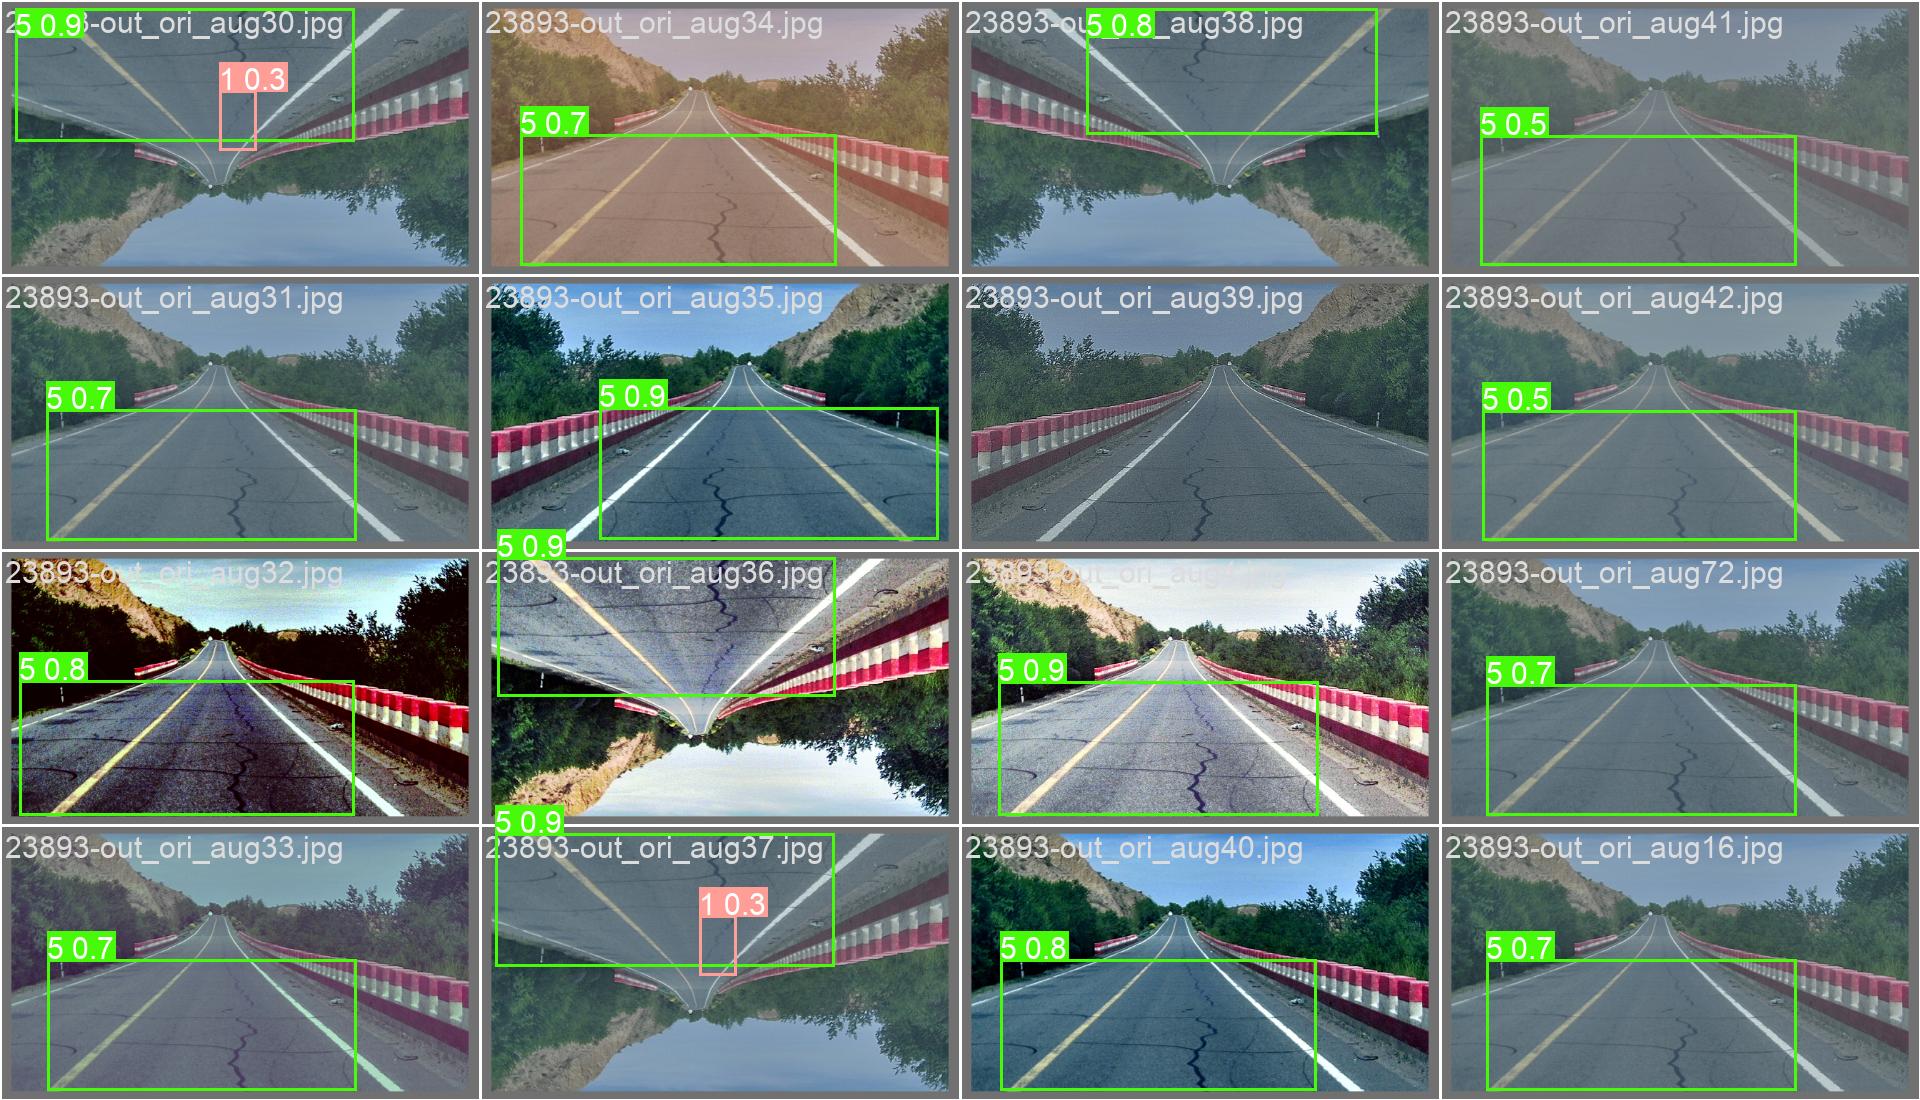 5 0.9
-out_ori_aug30.jpg
1 0.3
23893-out_ori_aug34.jpg
5 0.7
23893-ou
5 0.8
_aug38.jpg
23893-out_ori_aug41.jpg
5 0.5
23893-out_ori_aug31.jpg
5 0.7
23893-out_ori_aug35.jpg
5 0.9
23893-out_ori_aug39.jpg
23893-out_ori_aug42.jpg
5 0.5
23893-out_ori_aug32.jpg
5 0.8
5 0.9
23893-out_ori_aug36.jpg
23893-out_ori_aug
5 0.9
23893-out_ori_aug72.jpg
5 0.7
23893-out_ori_aug33.jpg
5 0.7
5 0.9
23893-out_ori_aug37.jpg
1 0.3
23893-out_ori_aug40.jpg
5 0.8
23893-out_ori_aug16.jpg
5 0.7